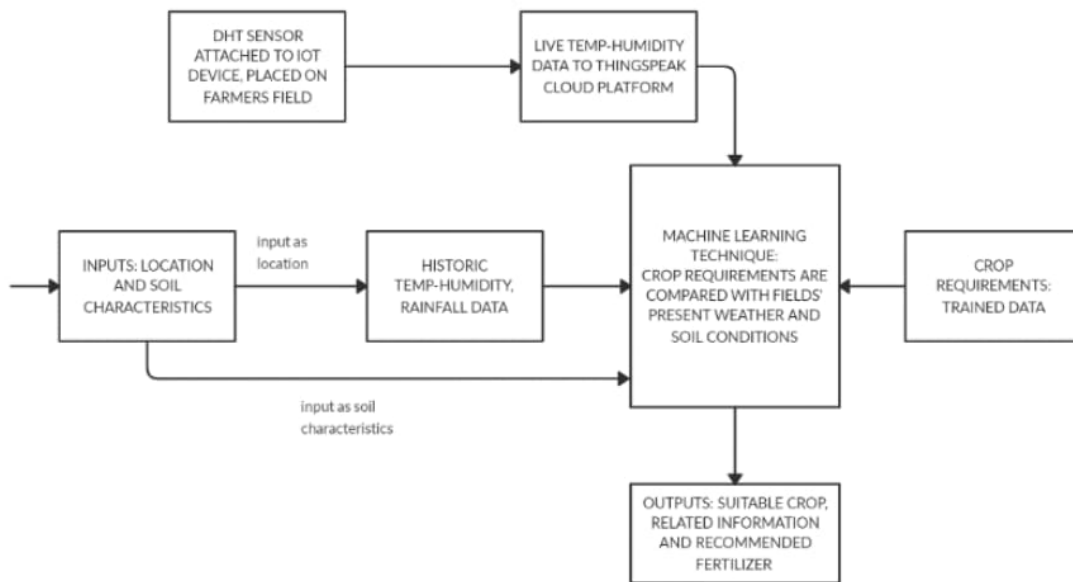 DHT SENSOR
ATTACHED TO IOT
DEVICE, PLACED ON
FARMERS FIELD
LIVE TEMP-HUMIDITY
DATA TO THINGSPEAK
CLOUD PLATFORM
INPUTS: LOCATION
AND SOIL
CHARACTERISTICS
input as
location
HISTORIC
TEMP-HUMIDITY,
RAINFALL DATA
MACHINE LEARNING
TECHNIQUE:
CROP REQUIREMENTS ARE
COMPARED WITH FIELDS'
PRESENT WEATHER AND
SOIL CONDITIONS
CROP
REQUIREMENTS:
TRAINED DATA
input as soil
characteristics
OUTPUTS: SUITABLE CROP,
RELATED INFORMATION
AND RECOMMENDED
FERTILIZER